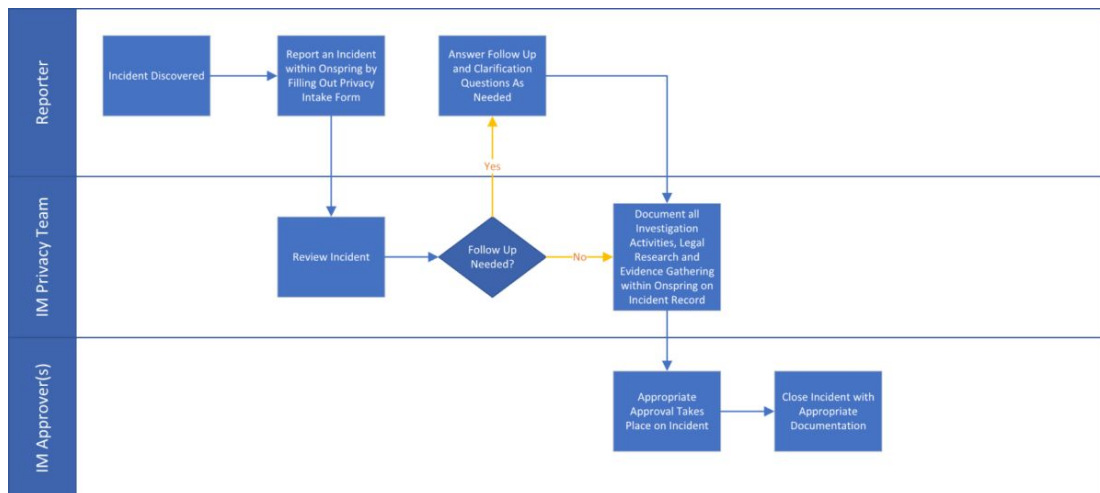 Reporter
Incident Discovered
Report an Incident
within Onspring by
Filling Out Privacy
Intake Form
Answer Follow Up
and Clarification
Questions As
Needed
Yes
IM Privacy Team
Review Incident
Follow Up
Needed?
No
Document all
Investigation
Activities, Legal
Research and
Evidence Gathering
within Onspring on
Incident Record
IM Approver(s)
Appropriate
Approval Takes
Place on Incident
Close Incident with
Appropriate
Documentation